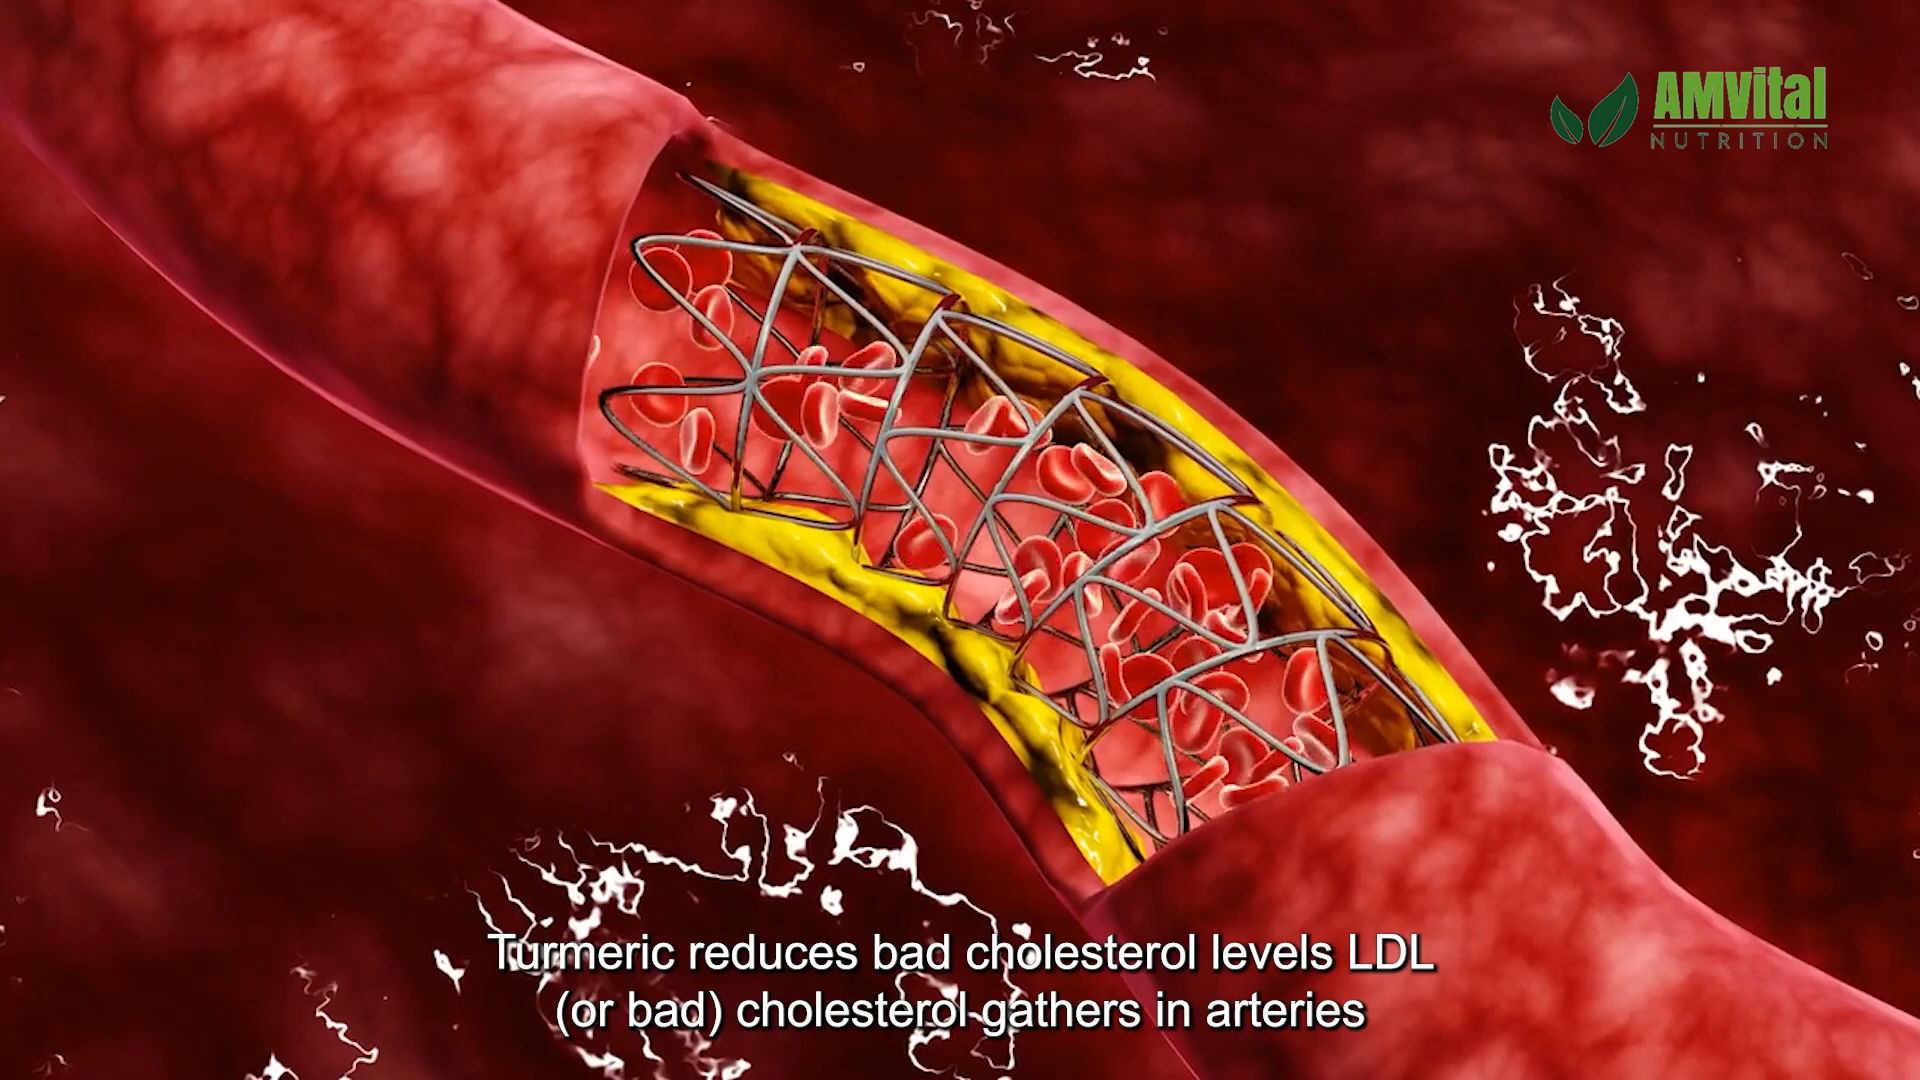 AMVital
NUTRITION
Turmeric reduces bad cholesterol levels LDL
(or bad) cholesterol gathers in arteries